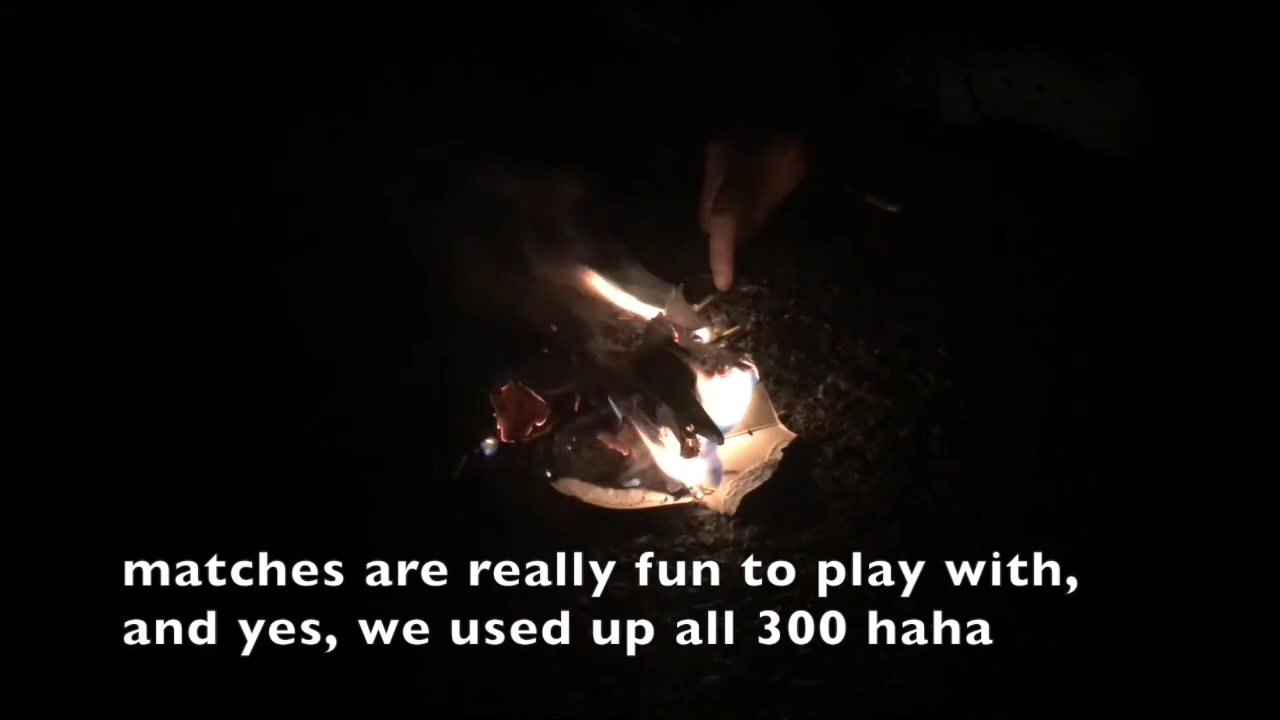 matches are really fun to play with,
and yes, we used up all 300 haha